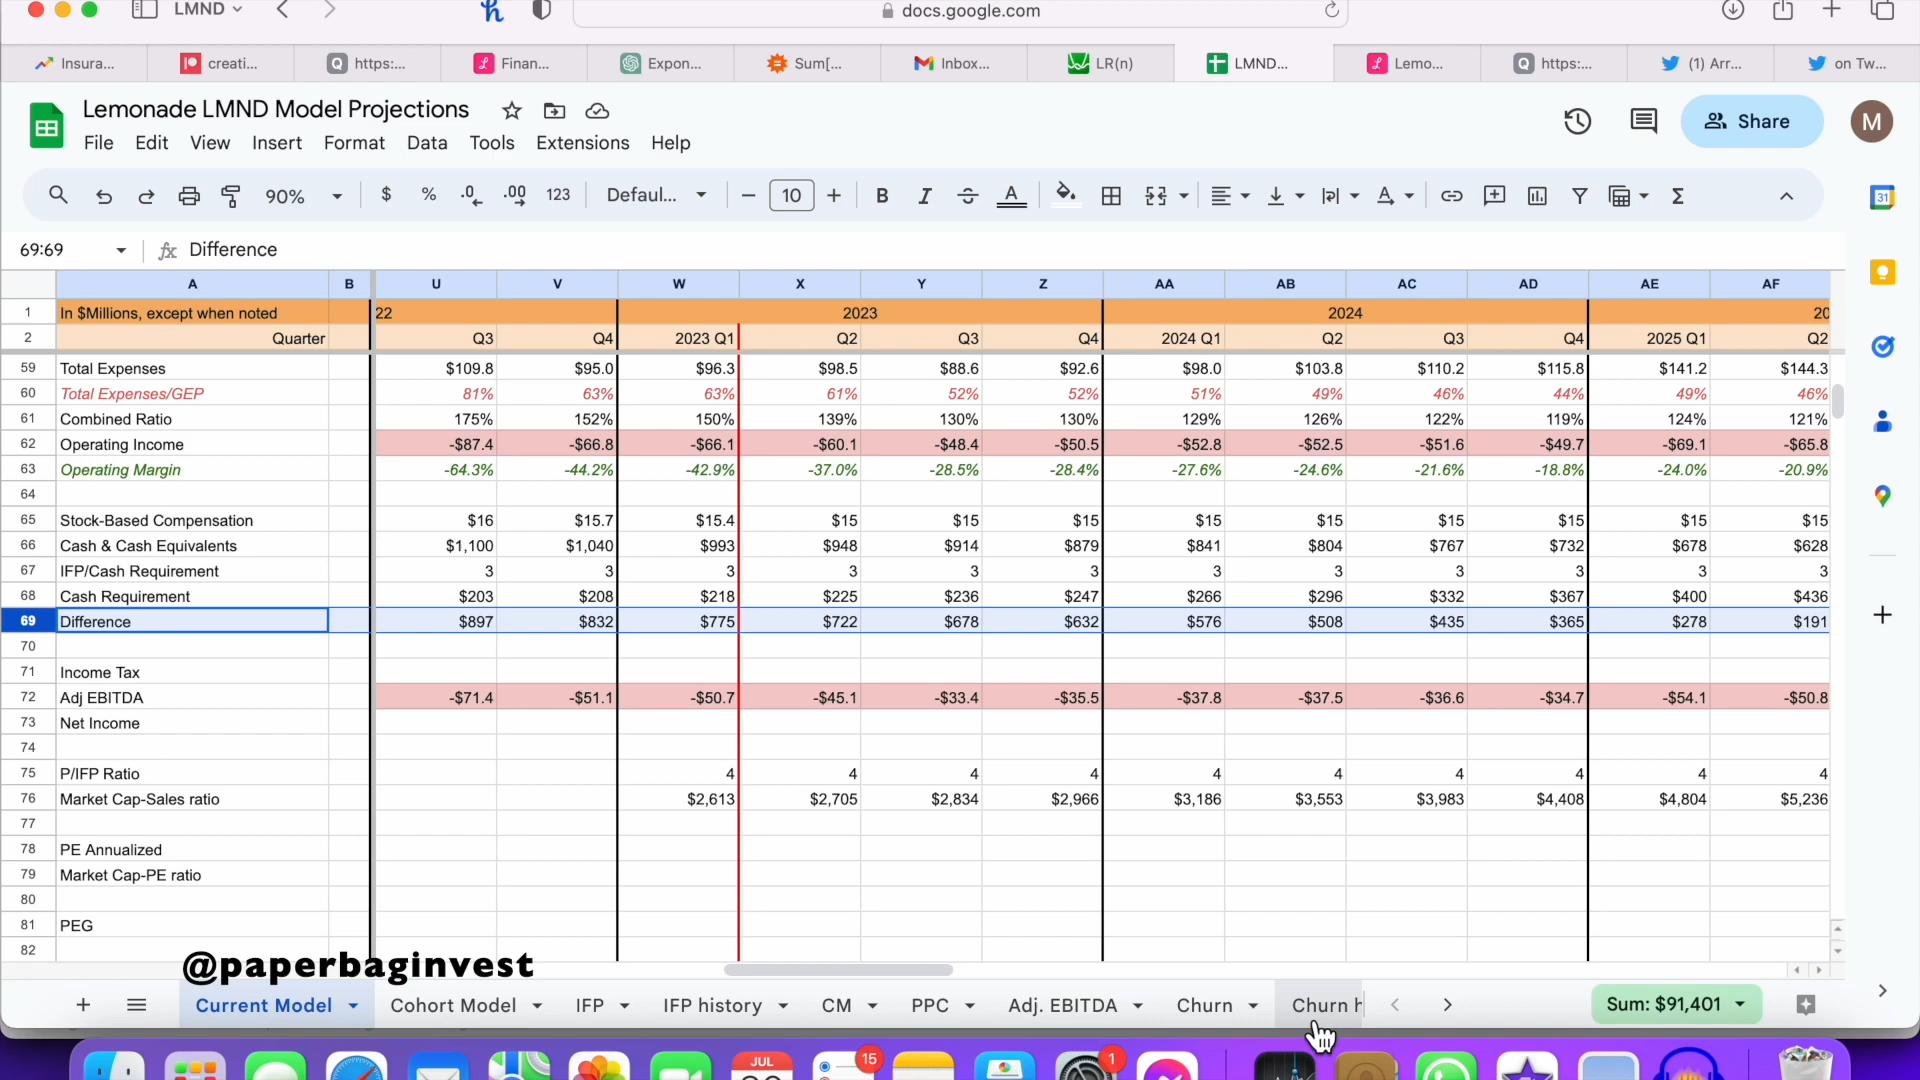 LMND
docs.google.com
Insura... creati... https:... Finan... Expon... Sum[... Inbox... LR(n) LMND... Lemo... https:... (1) Arr... on Tw...
Lemonade LMND Model Projections
File Edit View Insert Format Data Tools Extensions Help
Share M
90% $ % .0 .00 123 Defaul... 10 B I A
69:69 fx Difference
A B U V W X Y Z AA AB AC AD AE AF
1 In $Millions, except when noted 22 2023 2024 20
2 Quarter Q3 Q4 2023 Q1 Q2 Q3 Q4 2024 Q1 Q2 Q3 Q4 2025 Q1 Q2
59 Total Expenses $109.8 $95.0 $96.3 $98.5 $88.6 $92.6 $98.0 $103.8 $110.2 $115.8 $141.2 $144.3
60 Total Expenses/GEP 81% 63% 63% 61% 52% 52% 51% 49% 46% 44% 49% 46%
61 Combined Ratio 175% 152% 150% 139% 130% 130% 129% 126% 122% 119% 124% 121%
62 Operating Income -$87.4 -$66.8 -$66.1 -$60.1 -$48.4 -$50.5 -$52.8 -$52.5 -$51.6 -$49.7 -$69.1 -$65.8
63 Operating Margin -64.3% -44.2% -42.9% -37.0% -28.5% -28.4% -27.6% -24.6% -21.6% -18.8% -24.0% -20.9%
64
65 Stock-Based Compensation $16 $15.7 $15.4 $15 $15 $15 $15 $15 $15 $15 $15 $15
66 Cash & Cash Equivalents $1,100 $1,040 $993 $948 $914 $879 $841 $804 $767 $732 $678 $628
67 IFP/Cash Requirement 3 3 3 3 3 3 3 3 3 3 3 3
68 Cash Requirement $203 $208 $218 $225 $236 $247 $266 $296 $332 $367 $400 $436
69 Difference $897 $832 $775 $722 $678 $632 $576 $508 $435 $365 $278 $191
70
71 Income Tax
72 Adj EBITDA -$71.4 -$51.1 -$50.7 -$45.1 -$33.4 -$35.5 -$37.8 -$37.5 -$36.6 -$34.7 -$54.1 -$50.8
73 Net Income
74
75 P/IFP Ratio 4 4 4 4 4 4 4 4 4 4
76 Market Cap-Sales ratio $2,613 $2,705 $2,834 $2,966 $3,186 $3,553 $3,983 $4,408 $4,804 $5,236
77
78 PE Annualized
79 Market Cap-PE ratio
80
81 PEG
82
@paperbaginvest
Current Model Cohort Model IFP IFP history CM PPC Adj. EBITDA Churn Churn h Sum: $91,401
JUL 15 1